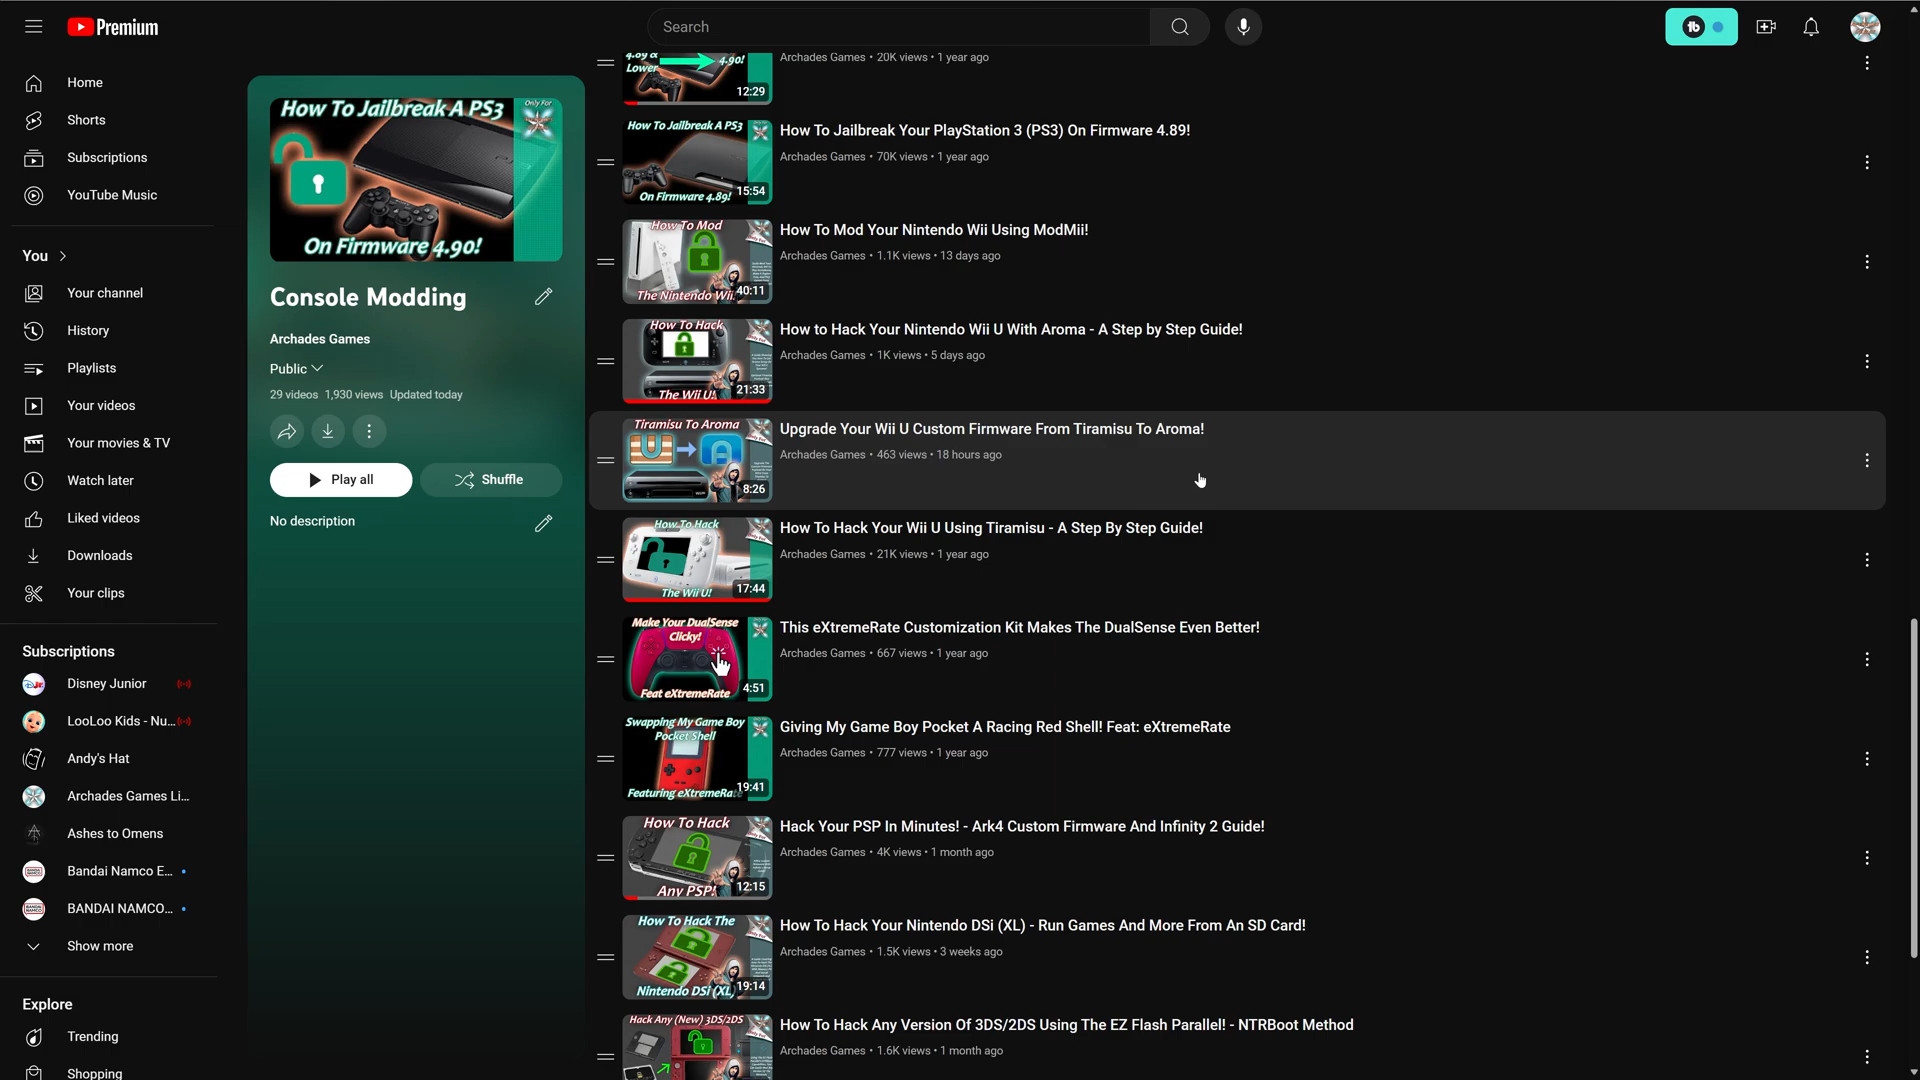 Premium
Search
Home
Shorts
Subscriptions
YouTube Music
You
Your channel
History
Playlists
Your videos
Your movies & TV
Watch later
Liked videos
Downloads
Your clips
Subscriptions
Disney Junior
LooLoo Kids - Nu...
Andy's Hat
Archades Games Li...
Ashes to Omens
Bandai Namco E...
BANDAI NAMCO...
Show more
Explore
Trending
Shopping
How To Jailbreak A PS3
Only For
On Firmware 4.90!
Console Modding
Archades Games
Public
29 videos 1,930 views Updated today
Play all
Shuffle
No description
4.89 &
Lower
4.90!
12:29
Archades Games • 20K views • 1 year ago
How To Jailbreak A PS3
On Firmware 4.89!
15:54
How To Jailbreak Your PlayStation 3 (PS3) On Firmware 4.89!
Archades Games • 70K views • 1 year ago
How To Mod
The Nintendo Wii
40:11
How To Mod Your Nintendo Wii Using ModMii!
Archades Games • 1.1K views • 13 days ago
How To Hack
The Wii U!
21:33
How to Hack Your Nintendo Wii U With Aroma - A Step by Step Guide!
Archades Games • 1K views • 5 days ago
Tiramisu To Aroma
8:26
Upgrade Your Wii U Custom Firmware From Tiramisu To Aroma!
Archades Games • 463 views • 18 hours ago
How To Hack
The Wii U!
17:44
How To Hack Your Wii U Using Tiramisu - A Step By Step Guide!
Archades Games • 21K views • 1 year ago
Make Your DualSense
Clicky!
Feat eXtremeRate
4:51
This eXtremeRate Customization Kit Makes The DualSense Even Better!
Archades Games • 667 views • 1 year ago
Swapping My Game Boy
Pocket Shell
Featuring eXtremeRa
19:41
Giving My Game Boy Pocket A Racing Red Shell! Feat: eXtremeRate
Archades Games • 777 views • 1 year ago
How To Hack
Any PSP!
12:15
Hack Your PSP In Minutes! - Ark4 Custom Firmware And Infinity 2 Guide!
Archades Games • 4K views • 1 month ago
How To Hack The
Nintendo DSi (XL)
19:14
How To Hack Your Nintendo DSi (XL) - Run Games And More From An SD Card!
Archades Games • 1.5K views • 3 weeks ago
Hack Any (New) 3DS/2DS
How To Hack Any Version Of 3DS/2DS Using The EZ Flash Parallel! - NTRBoot Method
Archades Games • 1.6K views • 1 month ago